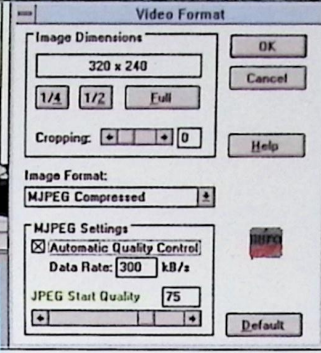 Video Format
Image Dimensions
320 x 240
1/4 1/2 Full
Cropping: 0
OK
Cancel
Help
Image Format:
MJPEG Compressed
MJPEG Settings
Automatic Quality Control
Data Rate: 300 kB/s
JPEG Start Quality 75
Default